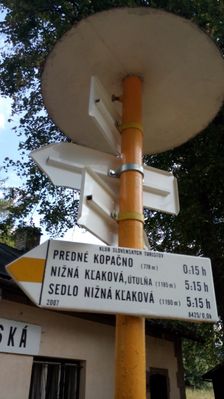 KLUB SLOVENSKÝCH TURISTOV
PREDNÉ KOPAČNO (778 m) 0:15 h
NIŽNÁ KĽAKOVÁ, ÚTULŇA (1185 m) 5:15 h
SEDLO NIŽNÁ KĽAKOVÁ (1190 m) 5:15 h
2007
SKÁ